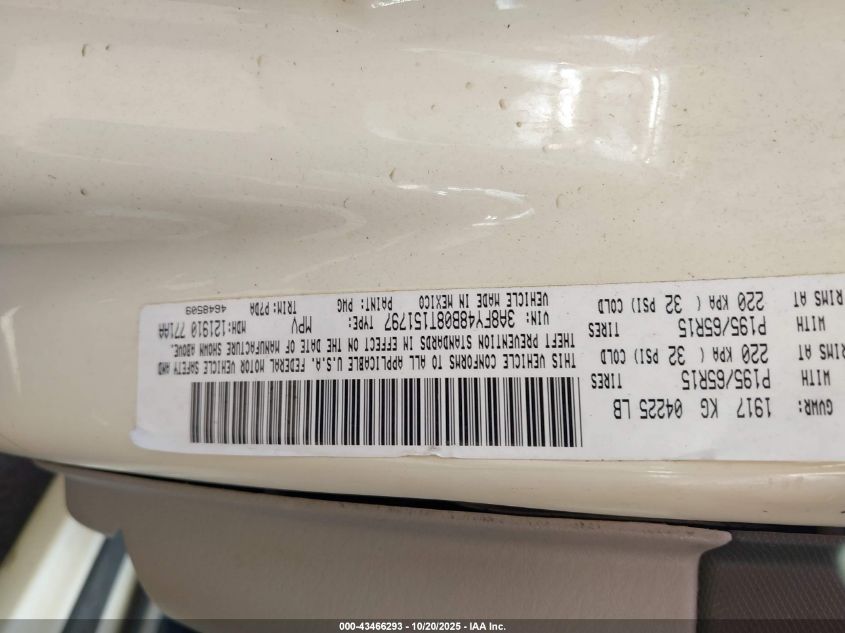 GVWR: 1917 KG 04225 LB
WITH P195/65R15 TIRES
RIMS AT 220 KPA ( 32 PSI) COLD
WITH P195/65R15 TIRES
RIMS AT 220 KPA ( 32 PSI) COLD
THIS VEHICLE CONFORMS TO ALL APPLICABLE U.S.A. FEDERAL MOTOR VEHICLE SAFETY AND
THEFT PREVENTION STANDARDS IN EFFECT ON THE DATE OF MANUFACTURE SHOWN ABOVE.
VIN: 3A8FY48B08T151797 TYPE: MPV MDH:121910 771AA
VEHICLE MADE IN MEXICO PAINT: PWG TRIM:P7DA 4648509
000-43466293 - 10/20/2025 - IAA Inc.